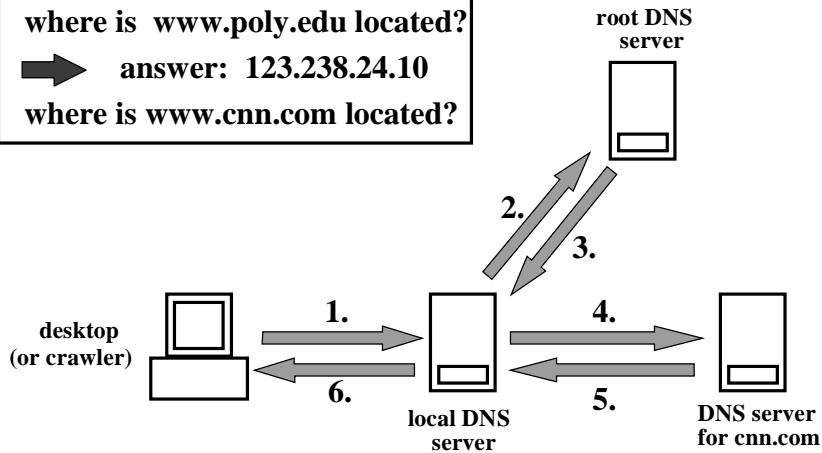 where is www.poly.edu located?
answer: 123.238.24.10
where is www.cnn.com located?
root DNS
server
2.
3.
desktop
(or crawler)
1.
6.
local DNS
server
4.
5.
DNS server
for cnn.com